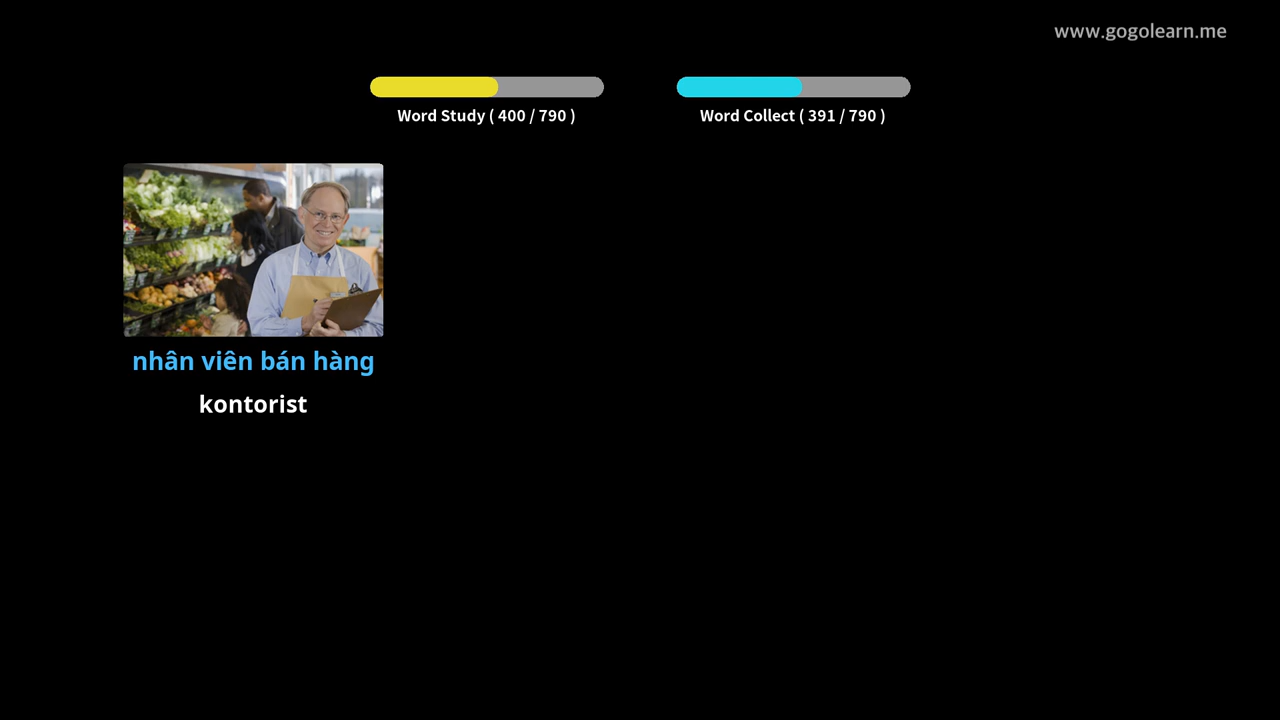 www.gogolearn.me
Word Study ( 400 / 790 )
Word Collect ( 391 / 790 )
nhân viên bán hàng
kontorist